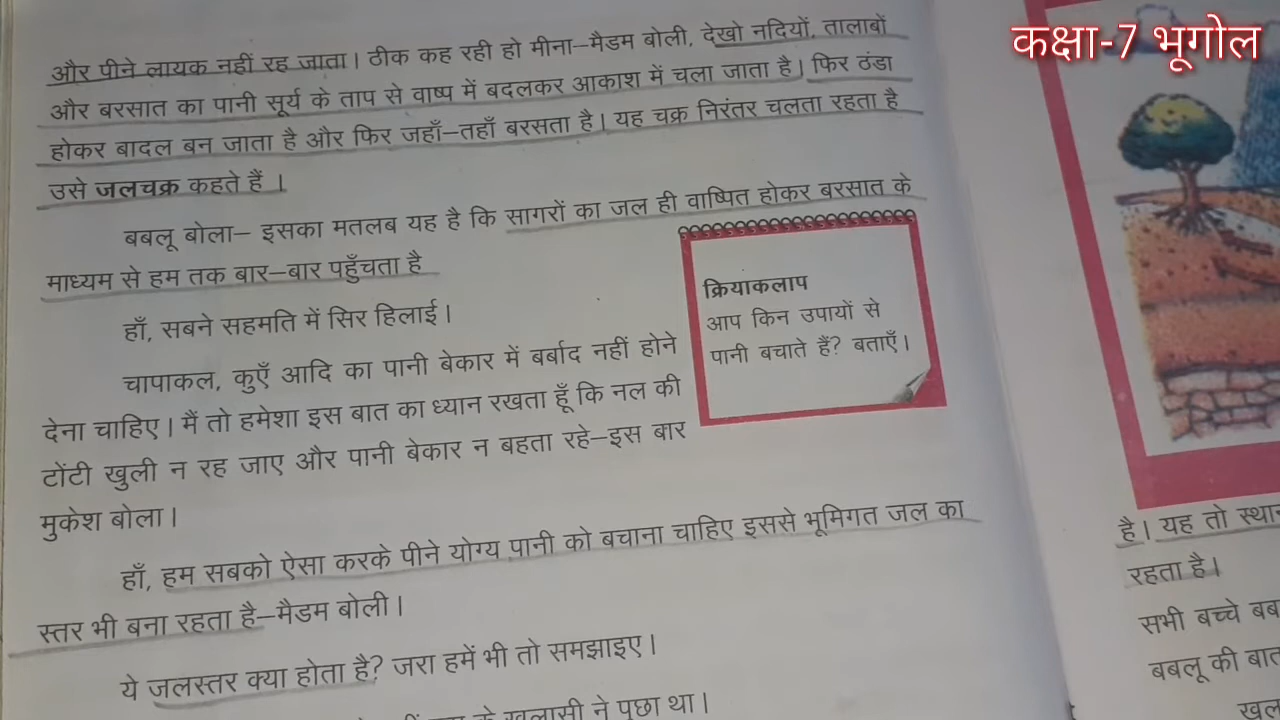 कक्षा-7 भूगोल
और पीने लायक नहीं रह जाता। ठीक कह रही हो मीना–मैडम बोली, देखो नदियों, तालाबों
और बरसात का पानी सूर्य के ताप से वाष्प में बदलकर आकाश में चला जाता है। फिर ठंडा
होकर बादल बन जाता है और फिर जहाँ–तहाँ बरसता है। यह चक्र निरंतर चलता रहता है
उसे जलचक्र कहते हैं ।
बबलू बोला– इसका मतलब यह है कि सागरों का जल ही वाष्पित होकर बरसात के
माध्यम से हम तक बार–बार पहुँचता है
हाँ, सबने सहमति में सिर हिलाई।
चापाकल, कुएँ आदि का पानी बेकार में बर्बाद नहीं होने
देना चाहिए। मैं तो हमेशा इस बात का ध्यान रखता हूँ कि नल की
टोंटी खुली न रह जाए और पानी बेकार न बहता रहे–इस बार
मुकेश बोला।
क्रियाकलाप
आप किन उपायों से
पानी बचाते हैं? बताएँ।
हाँ, हम सबको ऐसा करके पीने योग्य पानी को बचाना चाहिए इससे भूमिगत जल का
स्तर भी बना रहता है–मैडम बोली।
ये जलस्तर क्या होता है? जरा हमें भी तो समझाइए।
के खलासी ने पूछा था।
है। यह तो स्थान
रहता है।
सभी बच्चे बब
बबलू की बात
खल